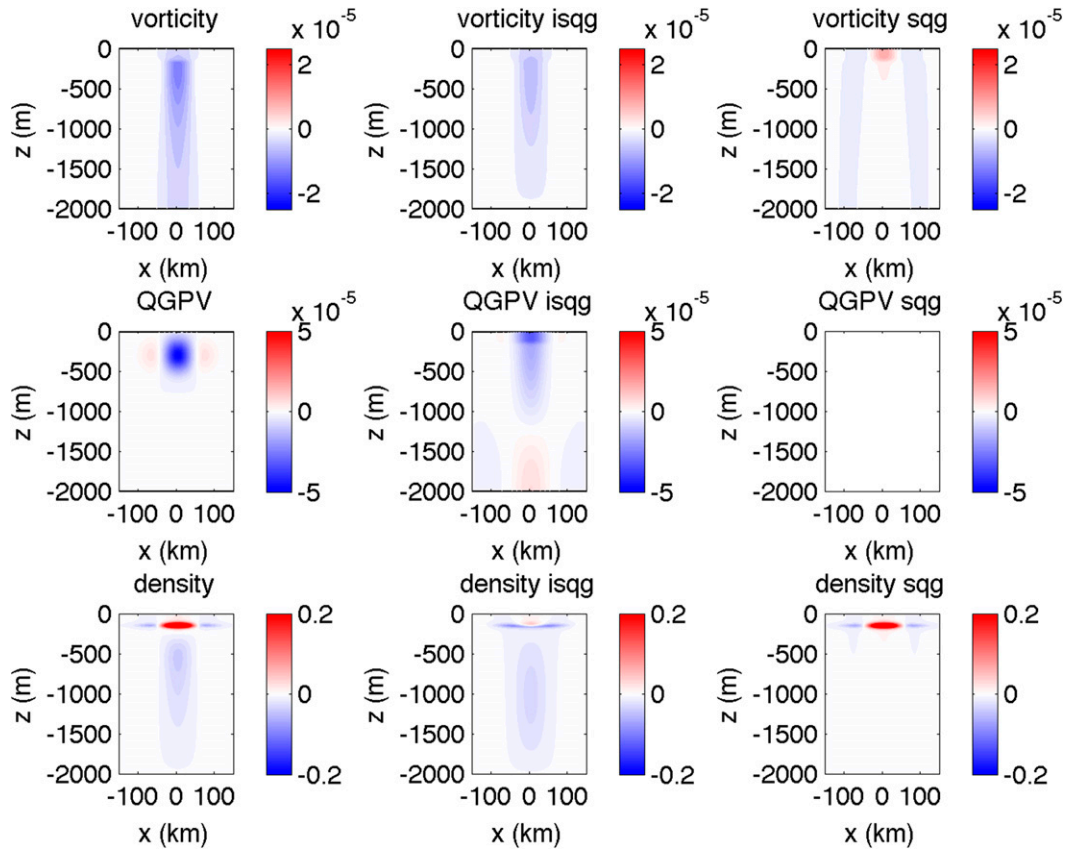 vorticity
x 10-5
vorticity isqg
x 10-5
vorticity sqg
x 10-5
0
-500
-1000
-1500
-2000
z (m)
-100 0 100
x (km)
2
0
-2
0
-500
-1000
-1500
-2000
z (m)
-100 0 100
x (km)
2
0
-2
0
-500
-1000
-1500
-2000
z (m)
-100 0 100
x (km)
2
0
-2
QGPV
x 10-5
QGPV isqg
x 10-5
QGPV sqg
x 10-5
0
-500
-1000
-1500
-2000
z (m)
-100 0 100
x (km)
5
0
-5
0
-500
-1000
-1500
-2000
z (m)
-100 0 100
x (km)
5
0
-5
0
-500
-1000
-1500
-2000
z (m)
-100 0 100
x (km)
5
0
-5
density
density isqg
density sqg
0
-500
-1000
-1500
-2000
z (m)
-100 0 100
x (km)
0.2
0
-0.2
0
-500
-1000
-1500
-2000
z (m)
-100 0 100
x (km)
0.2
0
-0.2
0
-500
-1000
-1500
-2000
z (m)
-100 0 100
x (km)
0.2
0
-0.2